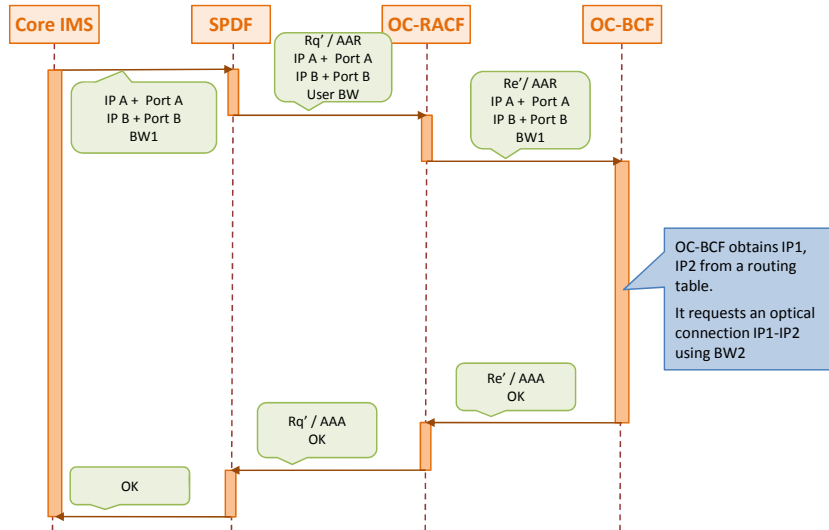 Core IMS
SPDF
OC-RACF
OC-BCF
IP A + Port A
IP B + Port B
BW1
Rq' / AAR
IP A + Port A
IP B + Port B
User BW
Re'/ AAR
IP A + Port A
IP B + Port B
BW1
OC-BCF obtains IP1,
IP2 from a routing
table.
It requests an optical
connection IP1-IP2
using BW2
Re' / AAA
OK
Rq' / AAA
OK
OK